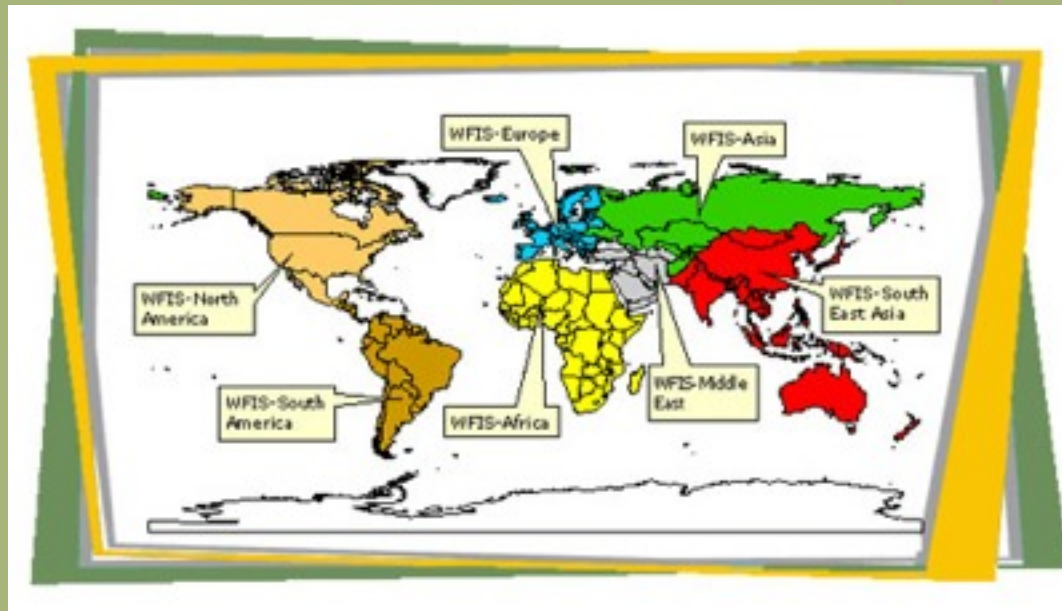 WFIS-Europe
WFIS-Asia
WFIS-North
America
WFIS-South
East Asia
WFIS-South
America
WFIS-Africa
WFIS-Middle
East